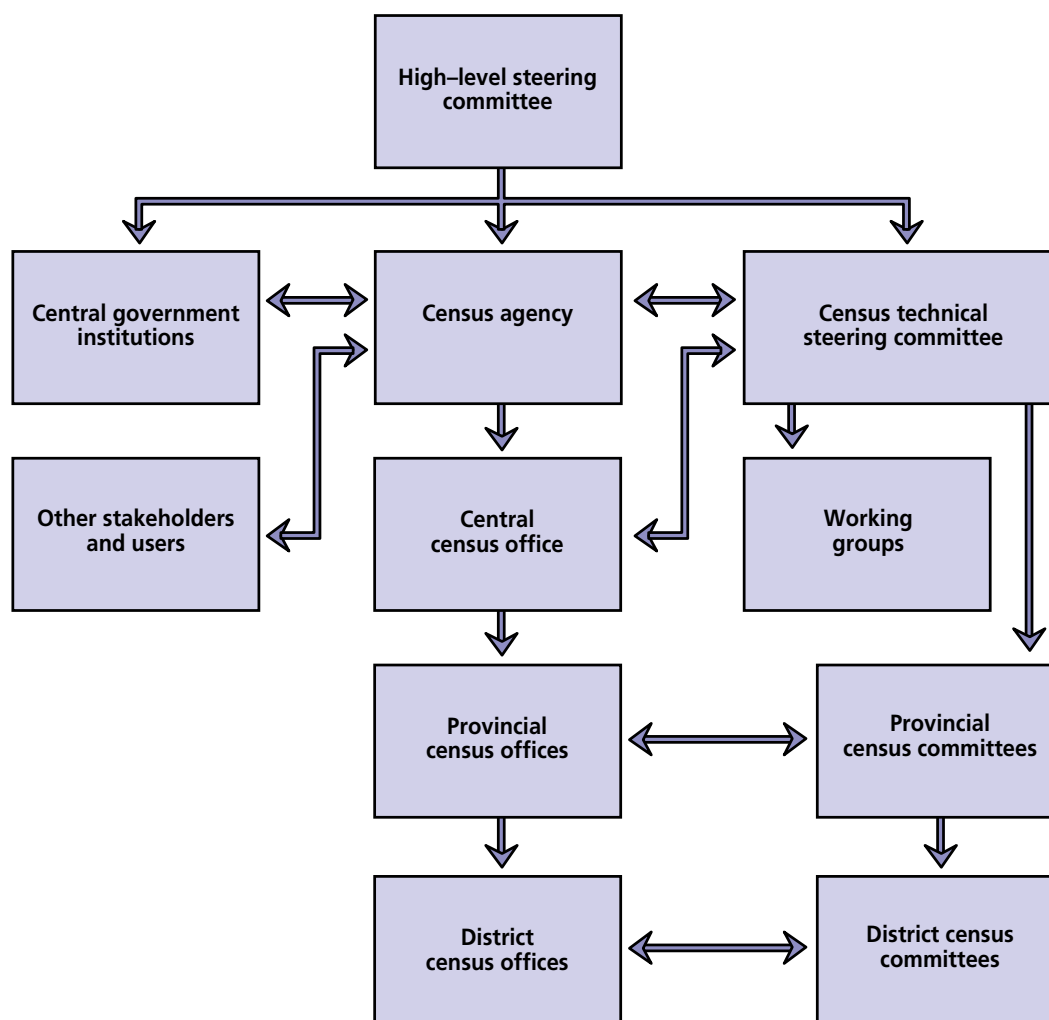 High–level steering
committee
Central government
institutions
Census agency
Census technical
steering committee
Other stakeholders
and users
Central
census office
Working
groups
Provincial
census offices
Provincial
census committees
District
census offices
District census
committees